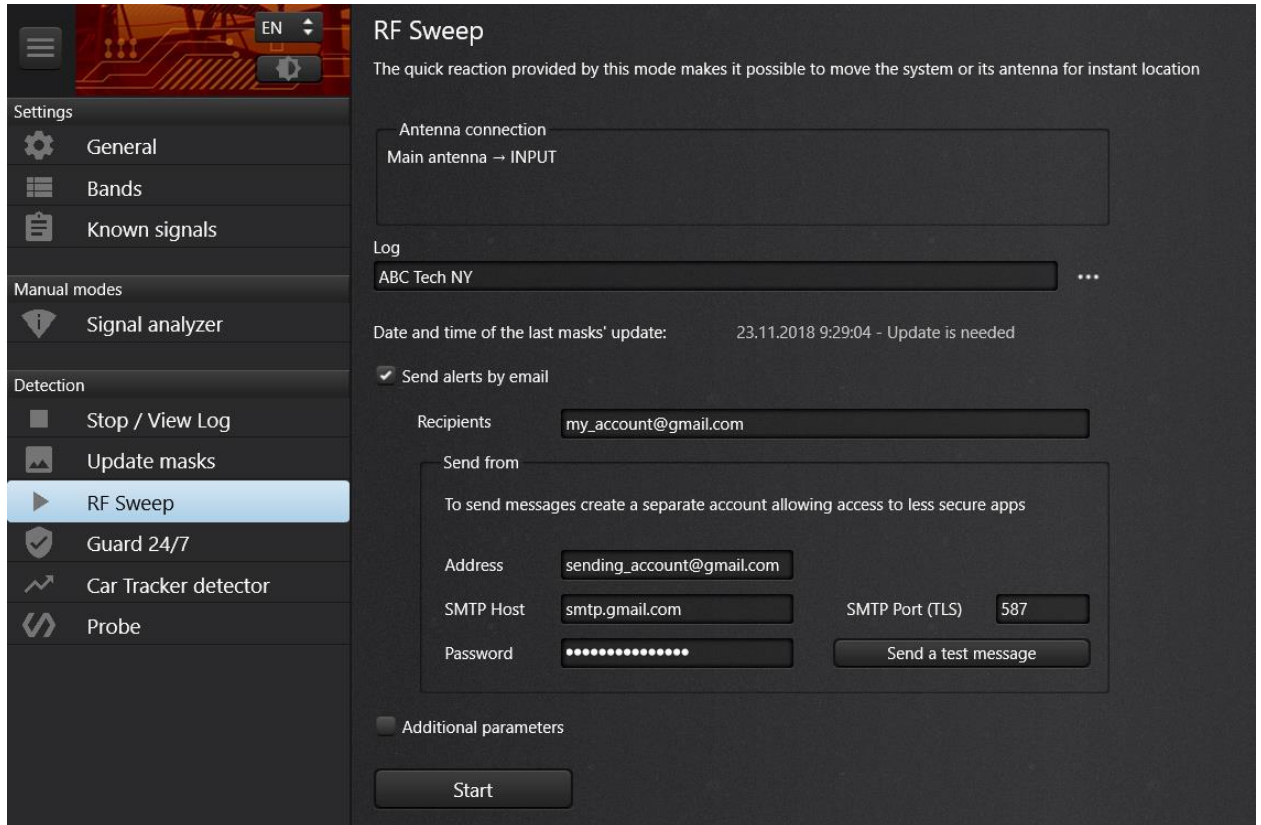 EN
Settings
General
Bands
Known signals
Manual modes
Signal analyzer
Detection
Stop / View Log
Update masks
RF Sweep
Guard 24/7
Car Tracker detector
Probe
RF Sweep
The quick reaction provided by this mode makes it possible to move the system or its antenna for instant location
Antenna connection
Main antenna → INPUT
Log
ABC Tech NY
Date and time of the last masks' update: 23.11.2018 9:29:04 - Update is needed
Send alerts by email
Recipients my_account@gmail.com
Send from
To send messages create a separate account allowing access to less secure apps
Address sending_account@gmail.com
SMTP Host smtp.gmail.com SMTP Port (TLS) 587
Password ••••••••••••••• Send a test message
Additional parameters
Start